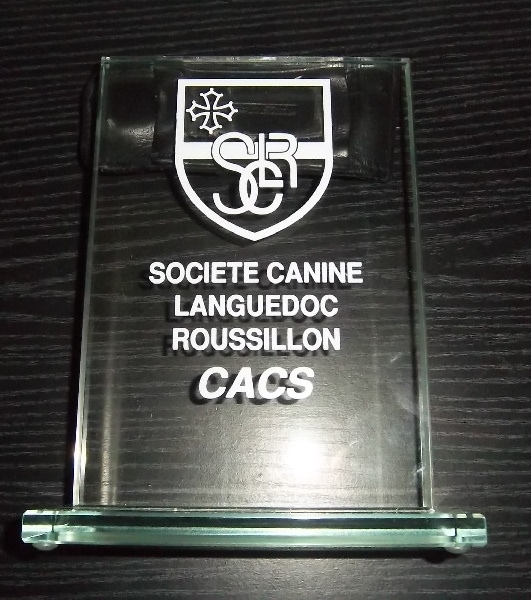 SCLR
SOCIETE CANINE
LANGUEDOC
ROUSSILLON
CACS